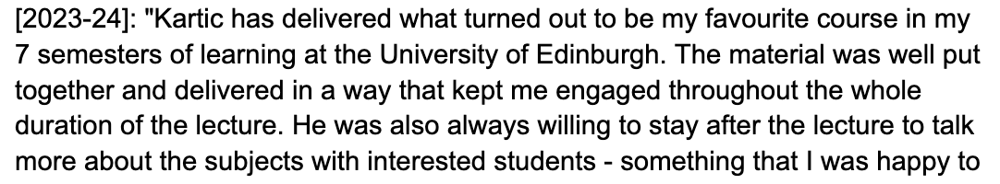 [2023-24]: "Kartic has delivered what turned out to be my favourite course in my
7 semesters of learning at the University of Edinburgh. The material was well put
together and delivered in a way that kept me engaged throughout the whole
duration of the lecture. He was also always willing to stay after the lecture to talk
more about the subjects with interested students - something that I was happy to